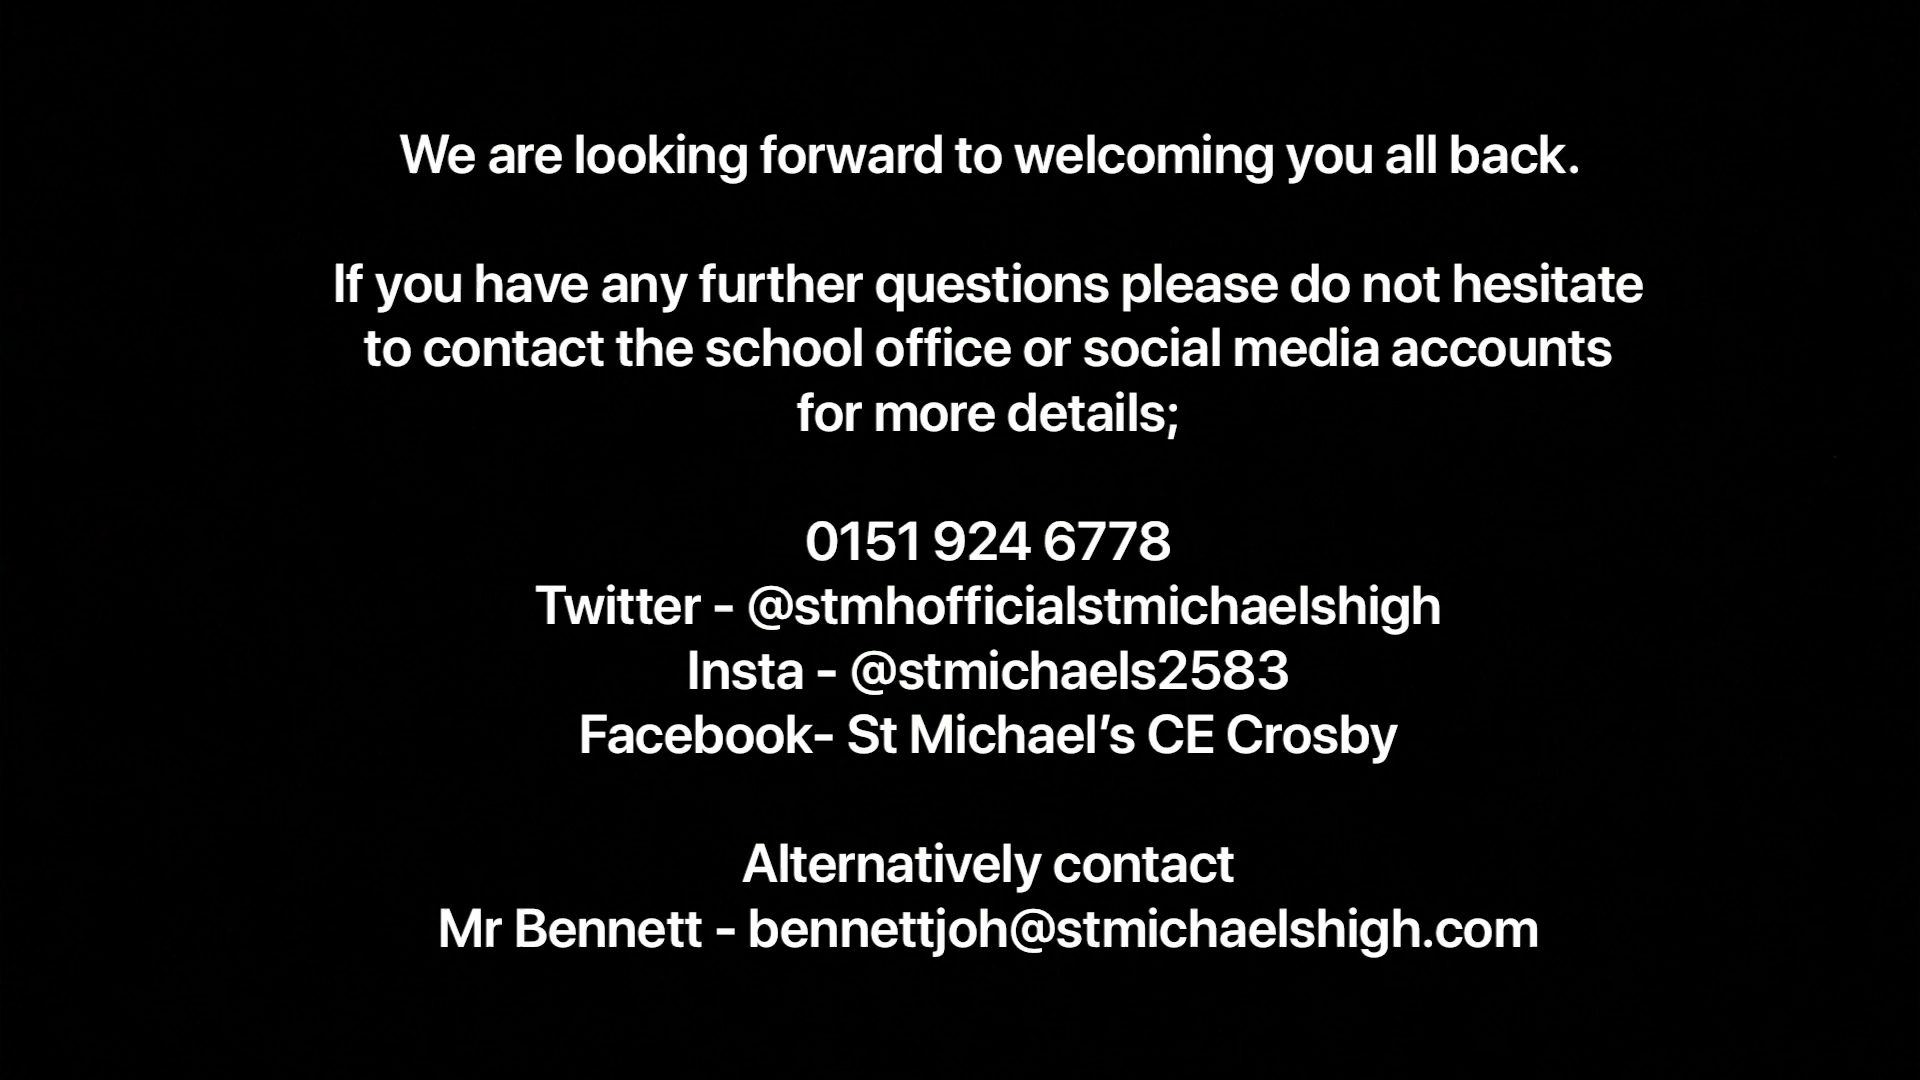 We are looking forward to welcoming you all back.
If you have any further questions please do not hesitate
to contact the school office or social media accounts
for more details;
0151 924 6778
Twitter - @stmhofficialstmichaelshigh
Insta - @stmichaels2583
Facebook- St Michael’s CE Crosby
Alternatively contact
Mr Bennett - bennettjoh@stmichaelshigh.com